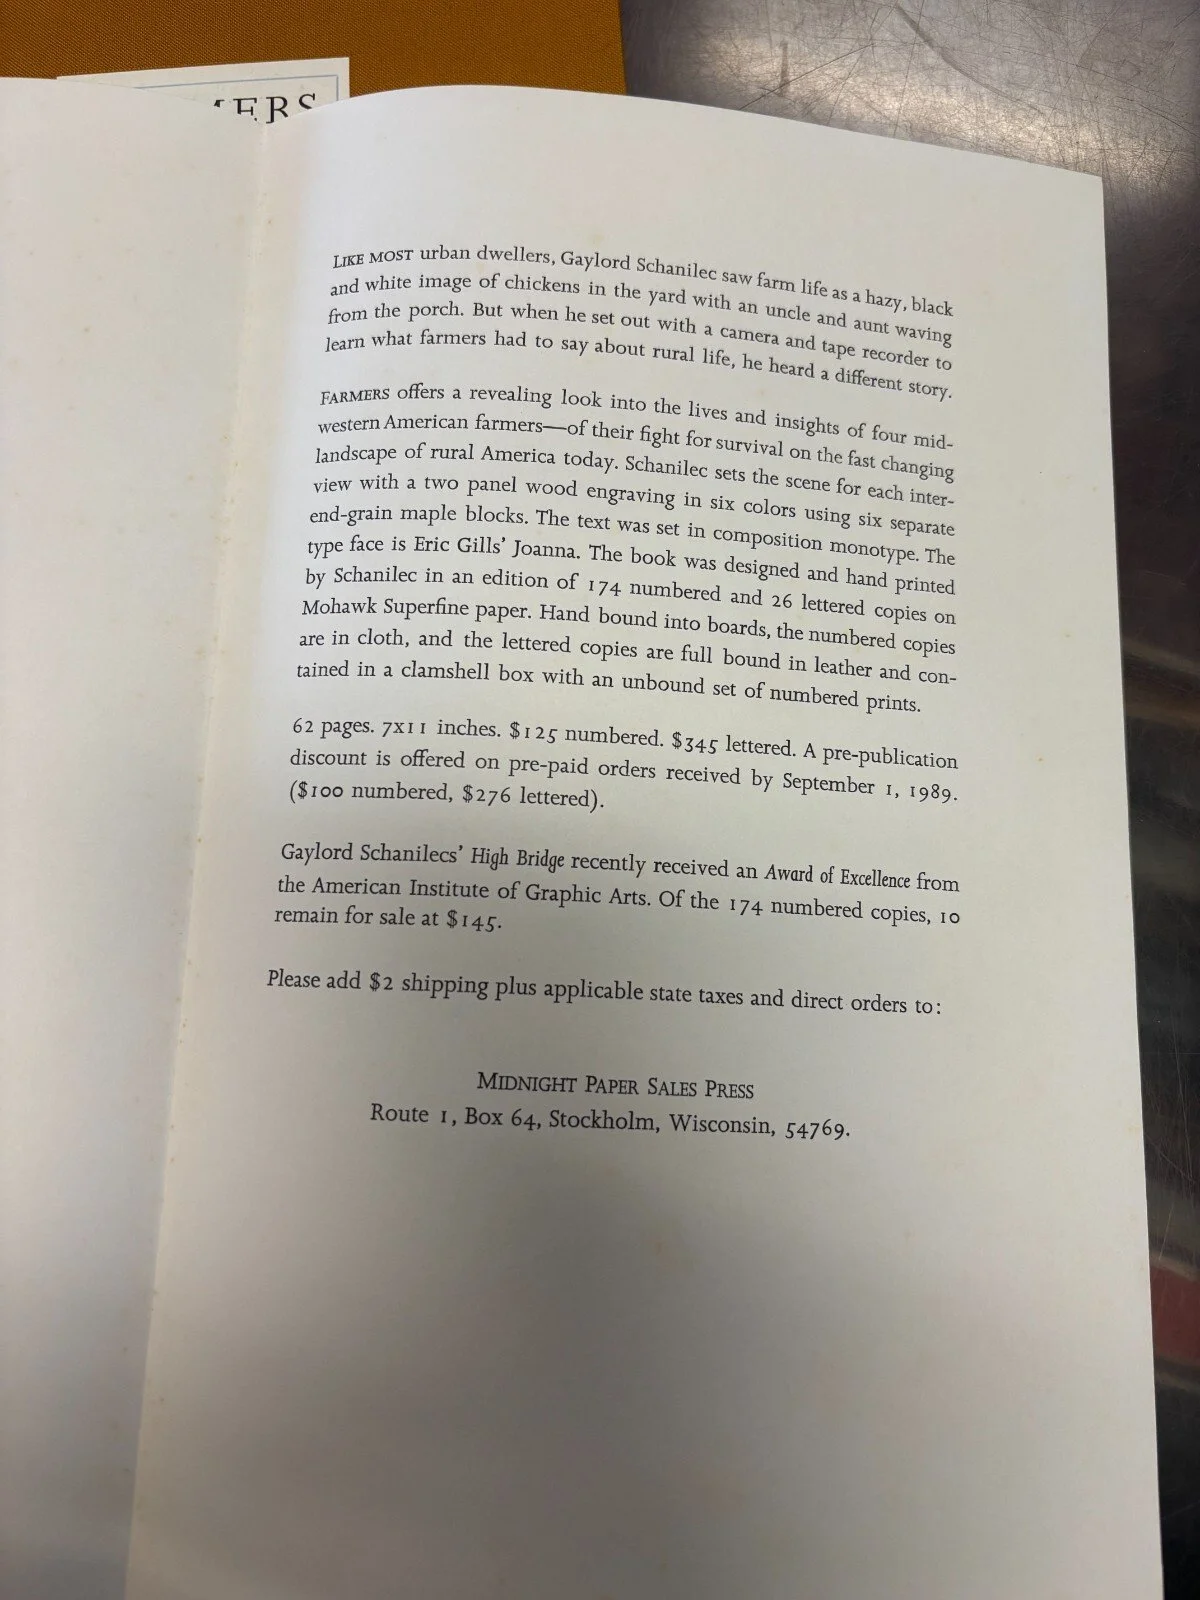 LIKE MOST urban dwellers, Gaylord Schanilec saw farm life as a hazy, black
and white image of chickens in the yard with an uncle and aunt waving
from the porch. But when he set out with a camera and tape recorder to
learn what farmers had to say about rural life, he heard a different story.
FARMERS offers a revealing look into the lives and insights of four mid-
western American farmers—of their fight for survival on the fast changing
landscape of rural America today. Schanilec sets the scene for each inter-
view with a two panel wood engraving in six colors using six separate
end-grain maple blocks. The text was set in composition monotype. The
type face is Eric Gills' Joanna. The book was designed and hand printed
by Schanilec in an edition of 174 numbered and 26 lettered copies on
Mohawk Superfine paper. Hand bound into boards, the numbered copies
are in cloth, and the lettered copies are full bound in leather and con-
tained in a clamshell box with an unbound set of numbered prints.
62 pages. 7x11 inches. $125 numbered. $345 lettered. A pre-publication
discount is offered on pre-paid orders received by September 1, 1989.
($100 numbered, $276 lettered).
Gaylord Schanilecs' High Bridge recently received an Award of Excellence from
the American Institute of Graphic Arts. Of the 174 numbered copies, 10
remain for sale at $145.
Please add $2 shipping plus applicable state taxes and direct orders to:
MIDNIGHT PAPER SALES PRESS
Route 1, Box 64, Stockholm, Wisconsin, 54769.